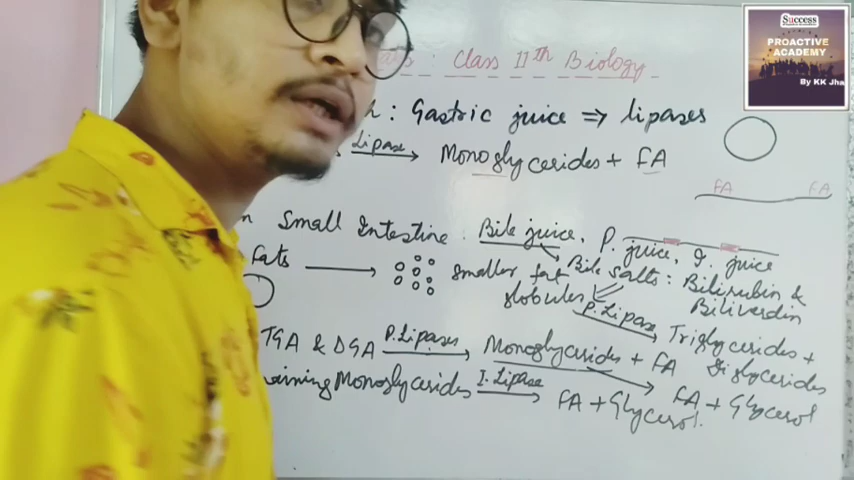 Success
PROACTIVE
ACADEMY
By KK Jha
Fats : Class 11th Biology
: Gastric juice ⇒ lipases
Lipase → Monoglycerides + FA
FA FA
Small Intestine : Bile juice, P. juice, I. juice
Fats → smaller fat globules
Bile salts : Bilirubin & Biliverdin
P. Lipase → Triglycerides + Diglycerides
TGA & DGA P. Lipases → Monoglycerides + FA
FA + Glycerol
Monoglycerides I. Lipase → FA + Glycerol.